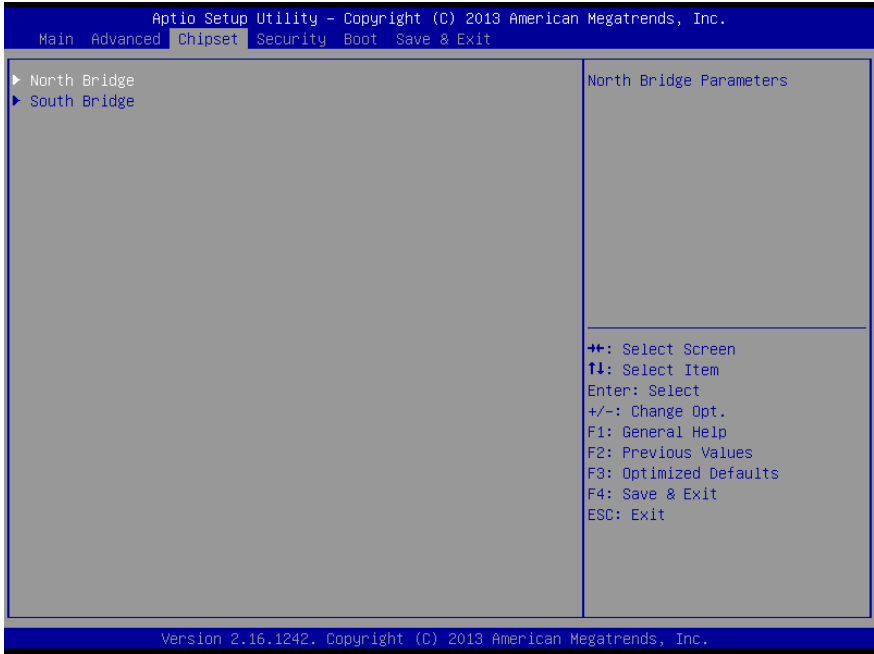 Aptio Setup Utility – Copyright (C) 2013 American Megatrends, Inc.
Main Advanced Chipset Security Boot Save & Exit
▶ North Bridge
▶ South Bridge
North Bridge Parameters
→←: Select Screen
↑↓: Select Item
Enter: Select
+/-: Change Opt.
F1: General Help
F2: Previous Values
F3: Optimized Defaults
F4: Save & Exit
ESC: Exit
Version 2.16.1242. Copyright (C) 2013 American Megatrends, Inc.